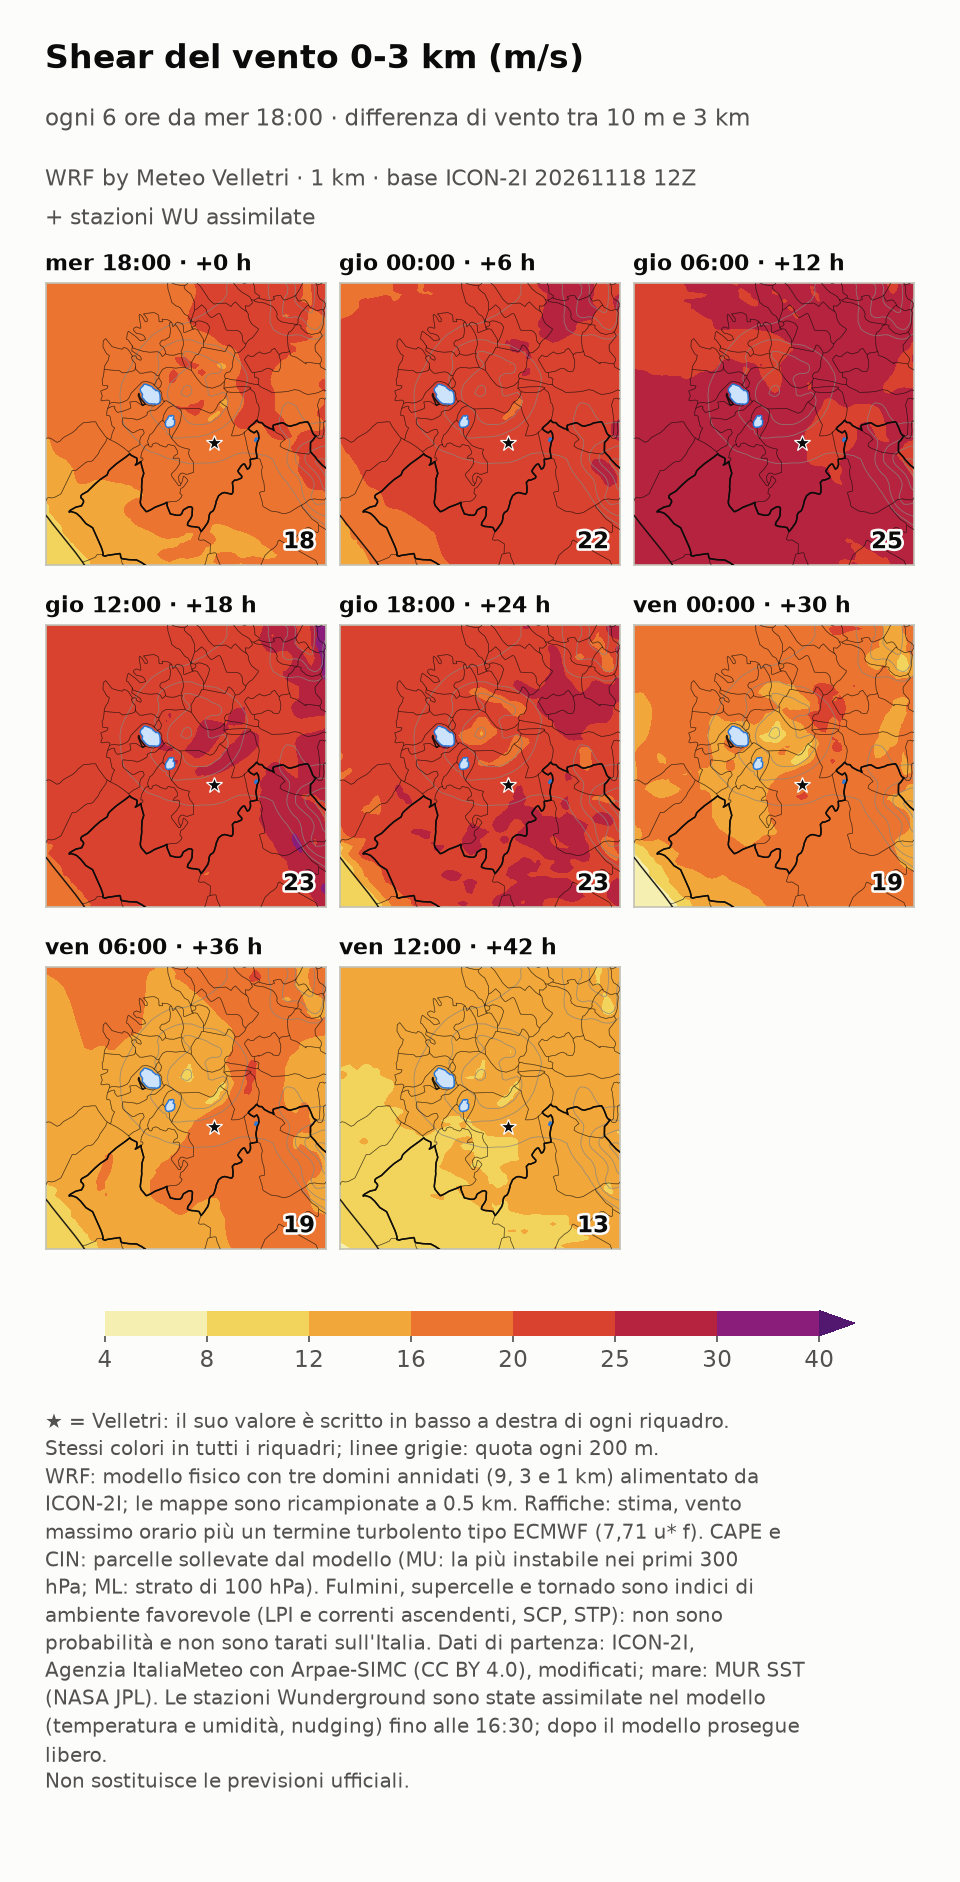 Shear del vento 0-3 km (m/s)
ogni 6 ore da mer 18:00 · differenza di vento tra 10 m e 3 km
WRF by Meteo Velletri · 1 km · base ICON-2I 20261118 12Z
+ stazioni WU assimilate
mer 18:00 · +0 h
gio 00:00 · +6 h
gio 06:00 · +12 h
18
22
25
gio 12:00 · +18 h
gio 18:00 · +24 h
ven 00:00 · +30 h
23
23
19
ven 06:00 · +36 h
ven 12:00 · +42 h
19
13
4 8 12 16 20 25 30 40
★ = Velletri: il suo valore è scritto in basso a destra di ogni riquadro.
Stessi colori in tutti i riquadri; linee grigie: quota ogni 200 m.
WRF: modello fisico con tre domini annidati (9, 3 e 1 km) alimentato da
ICON-2I; le mappe sono ricampionate a 0.5 km. Raffiche: stima, vento
massimo orario più un termine turbolento tipo ECMWF (7,71 u* f). CAPE e
CIN: parcelle sollevate dal modello (MU: la più instabile nei primi 300
hPa; ML: strato di 100 hPa). Fulmini, supercelle e tornado sono indici di
ambiente favorevole (LPI e correnti ascendenti, SCP, STP): non sono
probabilità e non sono tarati sull'Italia. Dati di partenza: ICON-2I,
Agenzia ItaliaMeteo con Arpae-SIMC (CC BY 4.0), modificati; mare: MUR SST
(NASA JPL). Le stazioni Wunderground sono state assimilate nel modello
(temperatura e umidità, nudging) fino alle 16:30; dopo il modello prosegue
libero.
Non sostituisce le previsioni ufficiali.